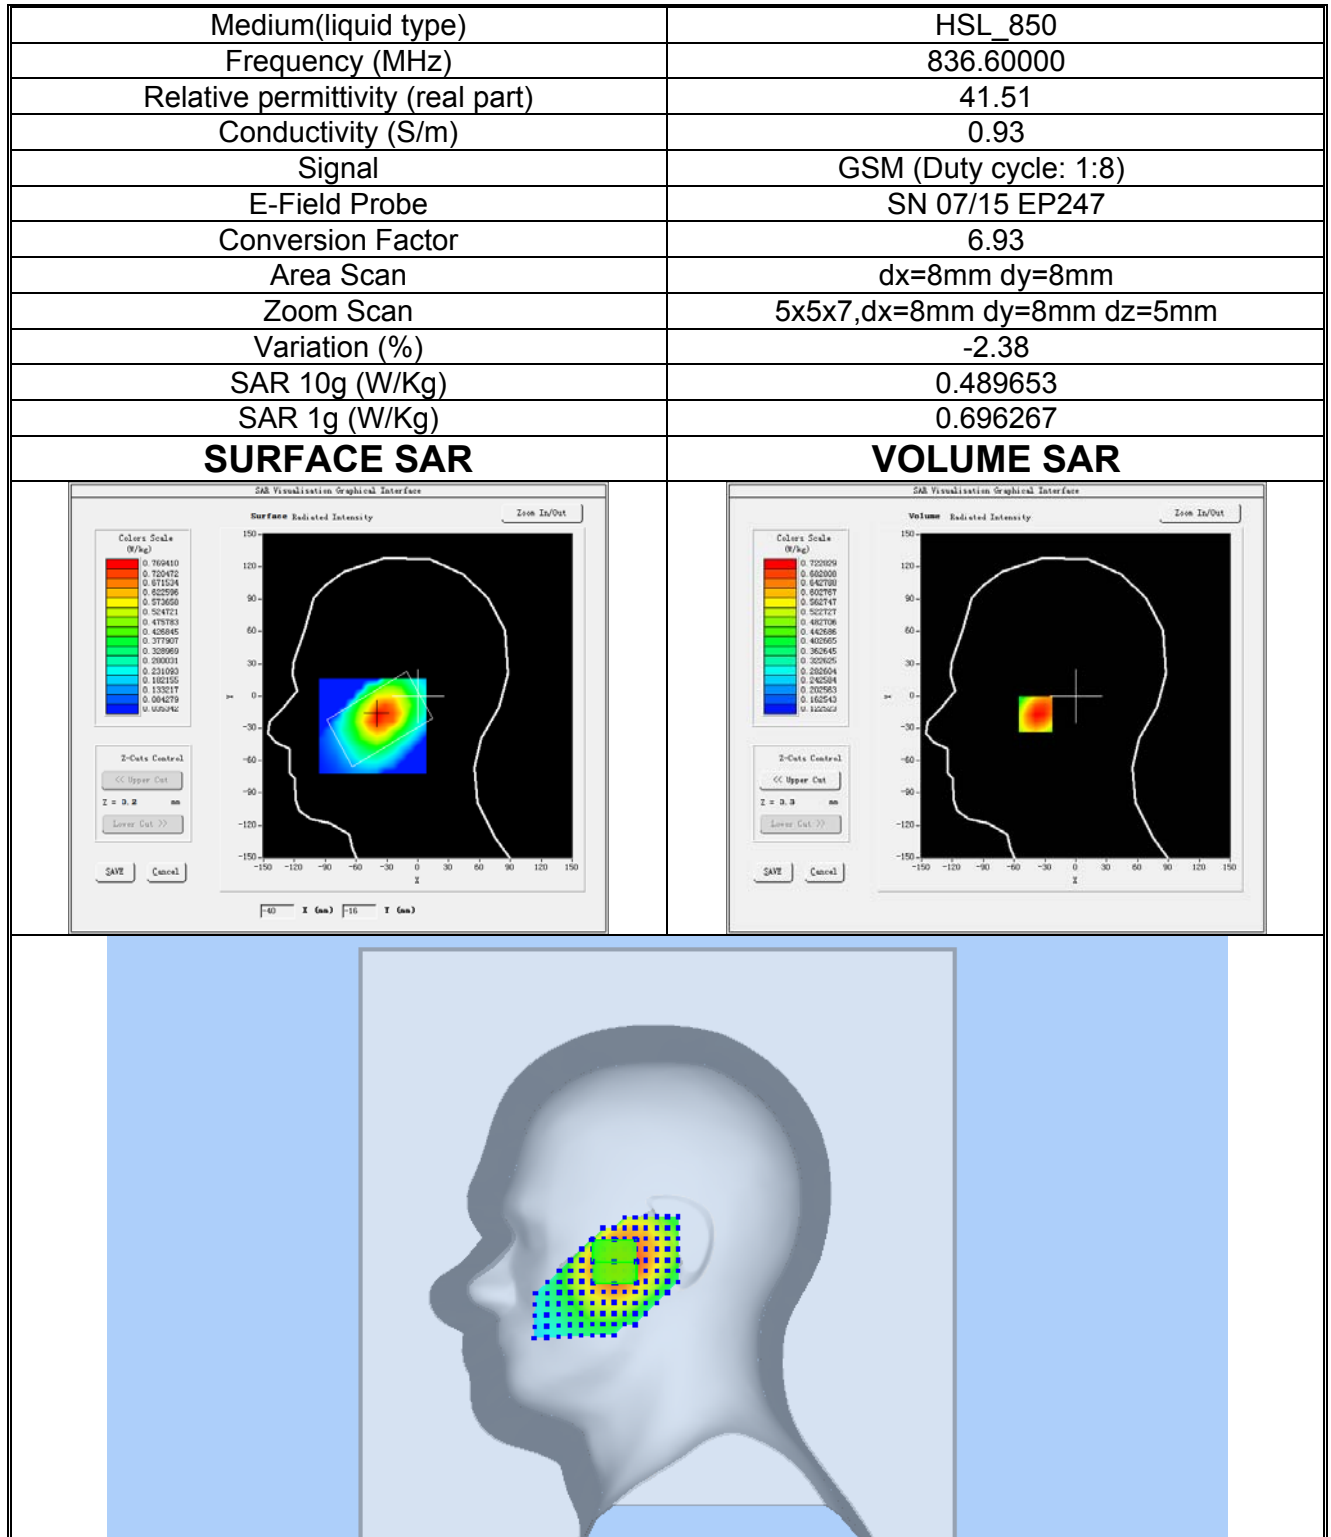 Medium(liquid type) HSL_850
Frequency (MHz) 836.60000
Relative permittivity (real part) 41.51
Conductivity (S/m) 0.93
Signal GSM (Duty cycle: 1:8)
E-Field Probe SN 07/15 EP247
Conversion Factor 6.93
Area Scan dx=8mm dy=8mm
Zoom Scan 5x5x7,dx=8mm dy=8mm dz=5mm
Variation (%) -2.38
SAR 10g (W/Kg) 0.489653
SAR 1g (W/Kg) 0.696267
SURFACE SAR VOLUME SAR
SAR Visualisation Graphical Interface
Surface Radiated Intensity
Zoom In/Out
Colors Scale
(W/kg)
0.769410
0.720472
0.671534
0.622596
0.573658
0.524721
0.475783
0.426845
0.377907
0.328969
0.280031
0.231093
0.182155
0.133217
0.084279
0.035342
Z-Cuts Control
<< Upper Cut
Z = 3.2 mm
Lower Cut >>
SAVE Cancel
150
120
90
60
30
0
-30
-60
-90
-120
-150
Y
-150 -120 -90 -60 -30 0 30 60 90 120 150
X
-40 X (mm) -16 Y (mm)
SAR Visualisation Graphical Interface
Volume Radiated Intensity
Zoom In/Out
Colors Scale
(W/kg)
0.722829
0.682808
0.642788
0.602767
0.562747
0.522727
0.482706
0.442686
0.402665
0.362645
0.322625
0.282604
0.242584
0.202563
0.162543
0.122523
Z-Cuts Control
<< Upper Cut
Z = 3.3 mm
Lower Cut >>
SAVE Cancel
150
120
90
60
30
0
-30
-60
-90
-120
-150
Y
-150 -120 -90 -60 -30 0 30 60 90 120 150
X